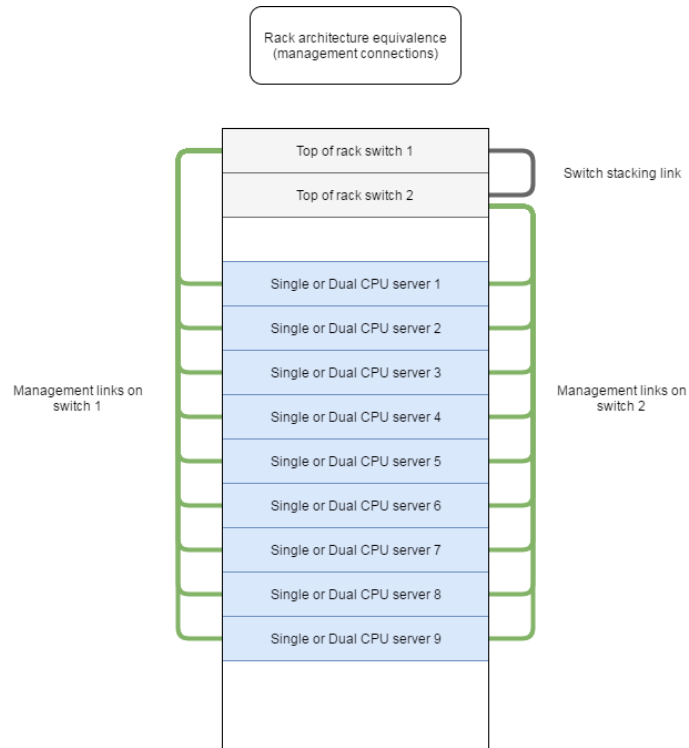 Rack architecture equivalence
(management connections)
Top of rack switch 1
Switch stacking link
Top of rack switch 2
Single or Dual CPU server 1
Single or Dual CPU server 2
Single or Dual CPU server 3
Management links on
switch 1
Management links on
switch 2
Single or Dual CPU server 4
Single or Dual CPU server 5
Single or Dual CPU server 6
Single or Dual CPU server 7
Single or Dual CPU server 8
Single or Dual CPU server 9